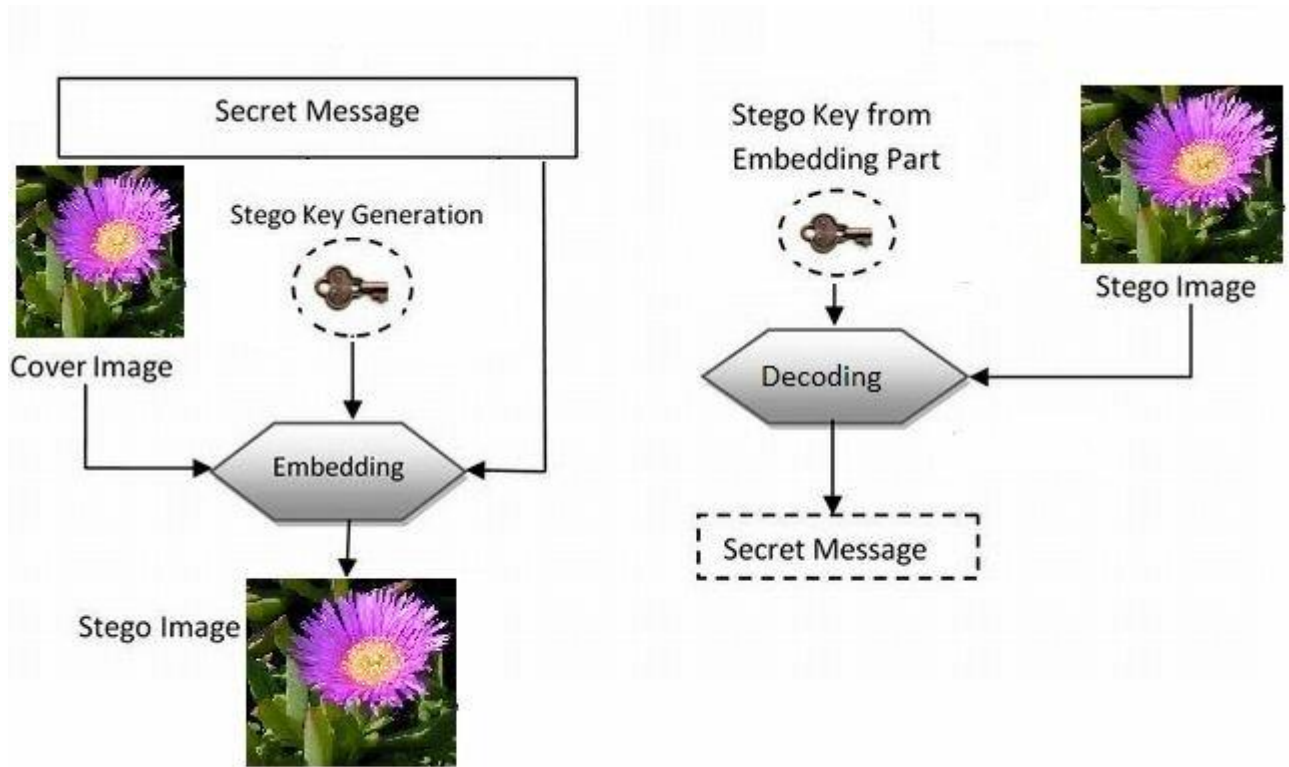 Secret Message
Stego Key Generation
Cover Image
Embedding
Stego Image
Stego Key from
Embedding Part
Stego Image
Decoding
Secret Message